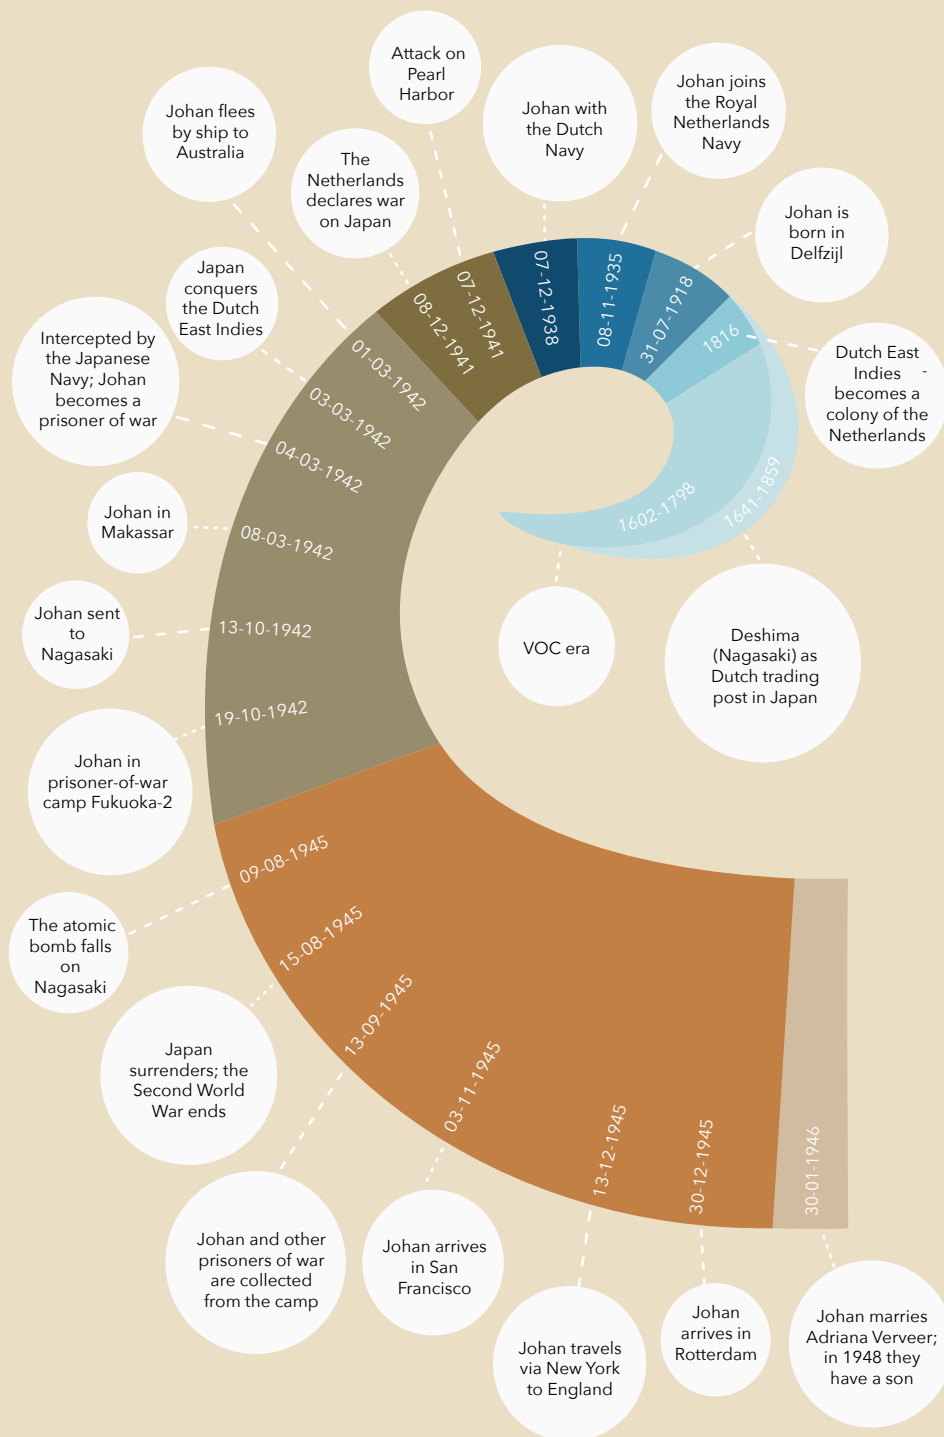 VOC era
1602-1798
Deshima
(Nagasaki) as
Dutch trading
post in Japan
1641-1859
Dutch East
Indies -
becomes a
colony of the
Netherlands
1816
Johan is
born in
Delfzijl
31-07-1918
Johan joins
the Royal
Netherlands
Navy
08-11-1935
Johan with
the Dutch
Navy
07-12-1938
Attack on
Pearl
Harbor
07-12-1941
The
Netherlands
declares war
on Japan
08-12-1941
Johan flees
by ship to
Australia
01-03-1942
Japan
conquers
the Dutch
East Indies
03-03-1942
Intercepted by
the Japanese
Navy; Johan
becomes a
prisoner of war
04-03-1942
Johan in
Makassar
08-03-1942
Johan sent
to
Nagasaki
13-10-1942
Johan in
prisoner-of-war
camp Fukuoka-2
19-10-1942
The atomic
bomb falls
on
Nagasaki
09-08-1945
Japan
surrenders; the
Second World
War ends
15-08-1945
Johan and other
prisoners of war
are collected
from the camp
13-09-1945
Johan arrives
in San
Francisco
03-11-1945
Johan travels
via New York
to England
13-12-1945
Johan
arrives in
Rotterdam
30-12-1945
Johan marries
Adriana Verveer;
in 1948 they
have a son
30-01-1946